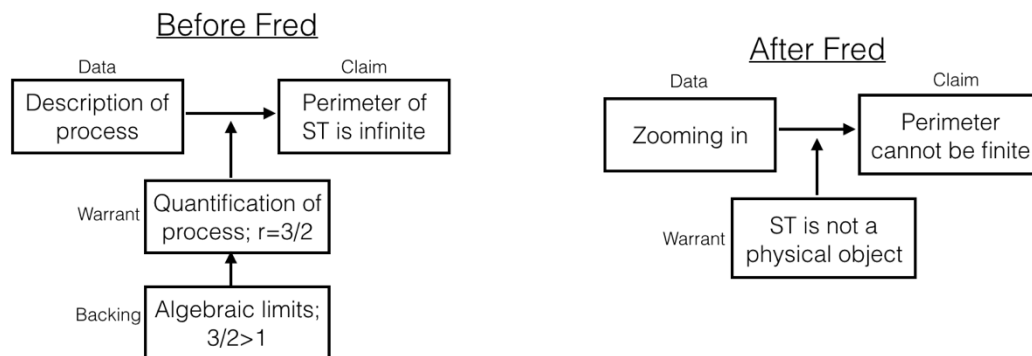 Before Fred
Data
Claim
Description of
process
Perimeter of
ST is infinite
Warrant
Quantification of
process; r=3/2
Backing
Algebraic limits;
3/2>1
After Fred
Data
Claim
Zooming in
Perimeter
cannot be finite
Warrant
ST is not a
physical object